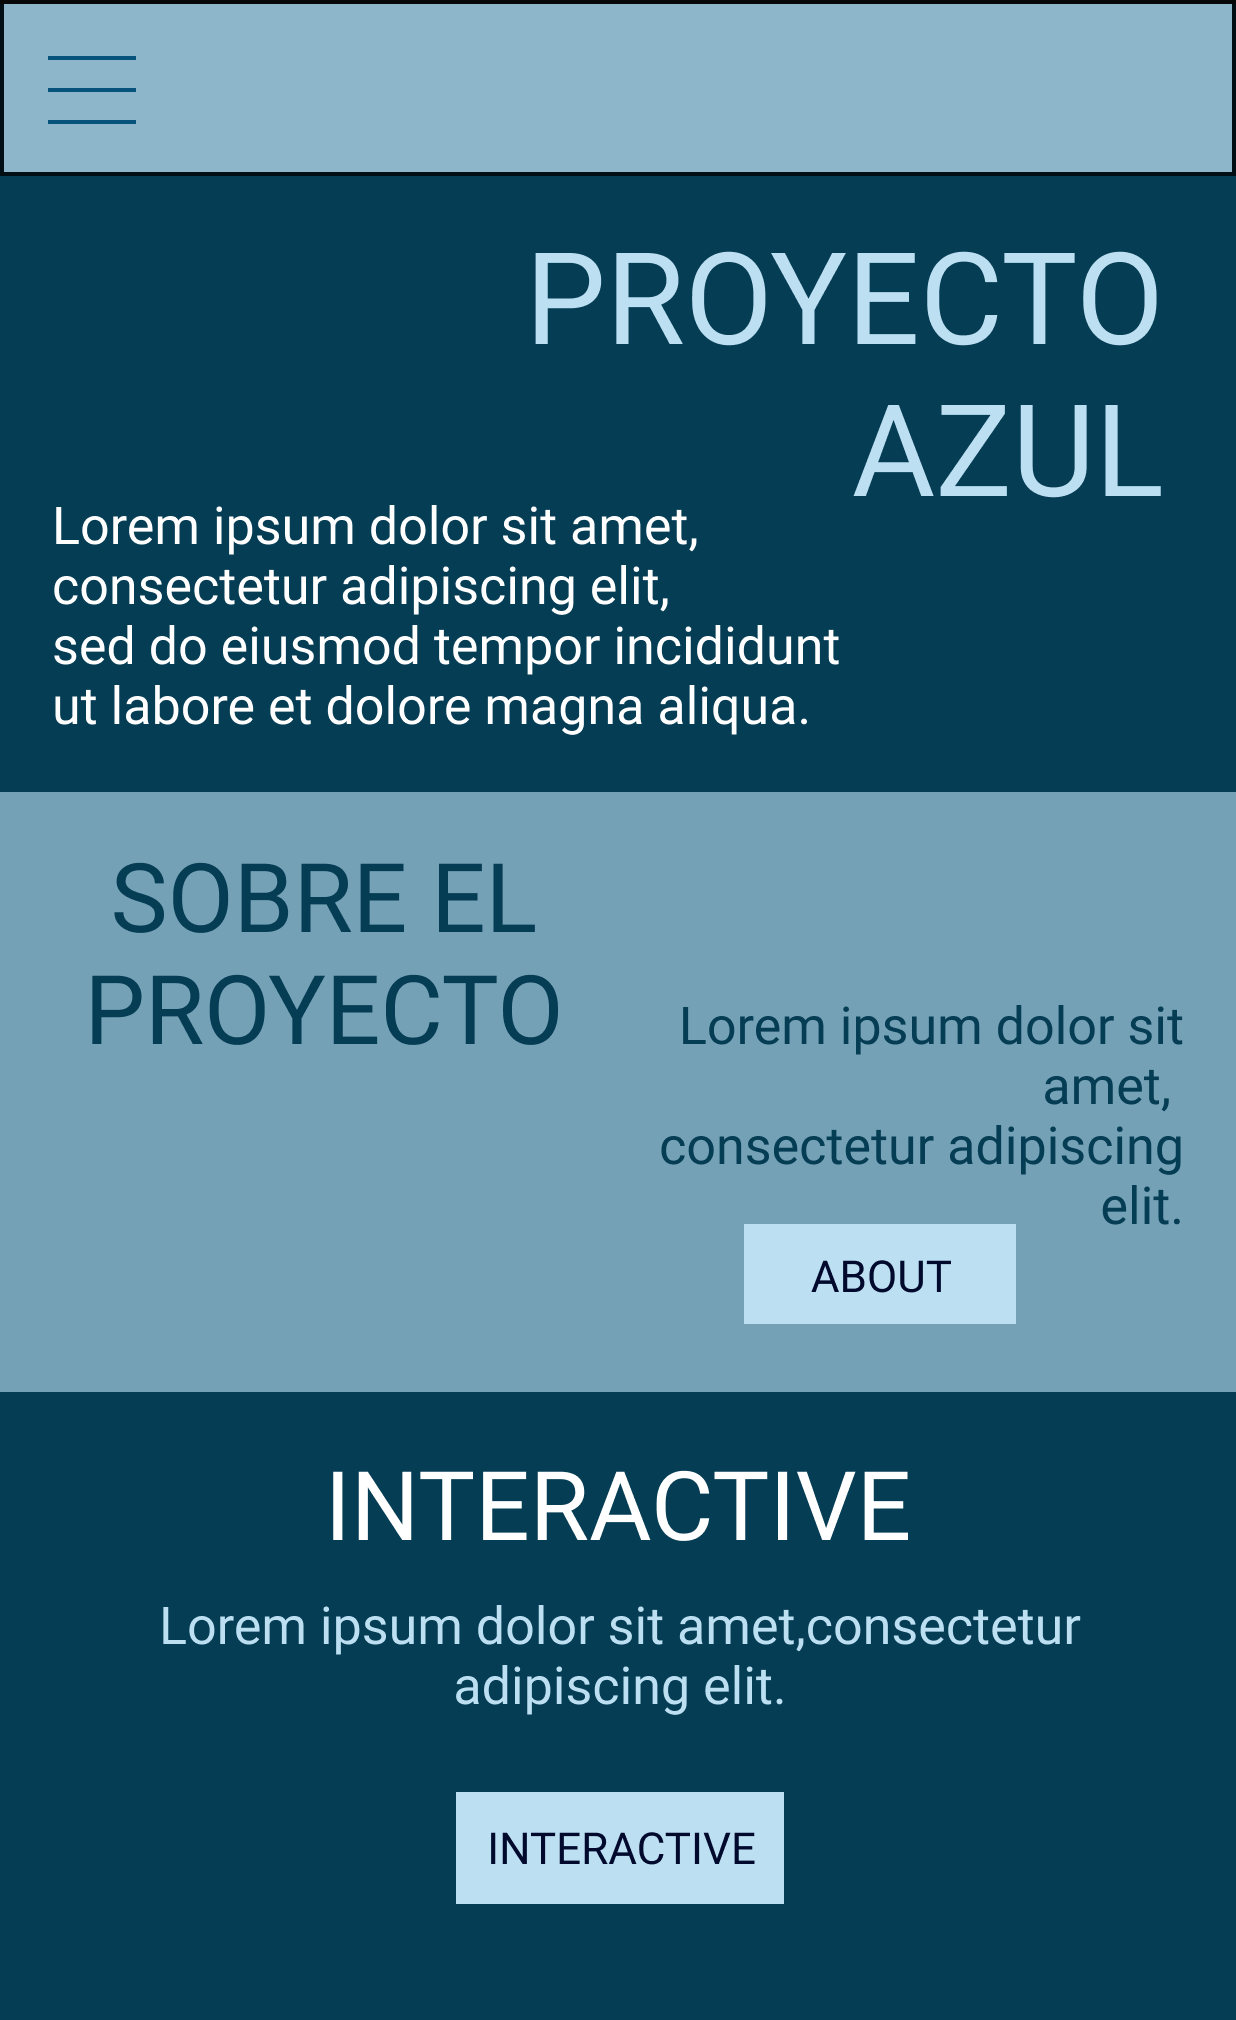 PROYECTO
AZUL
Lorem ipsum dolor sit amet,
consectetur adipiscing elit,
sed do eiusmod tempor incididunt
ut labore et dolore magna aliqua.
SOBRE EL
PROYECTO
Lorem ipsum dolor sit
amet,
consectetur adipiscing
elit.
ABOUT
INTERACTIVE
Lorem ipsum dolor sit amet,consectetur
adipiscing elit.
INTERACTIVE